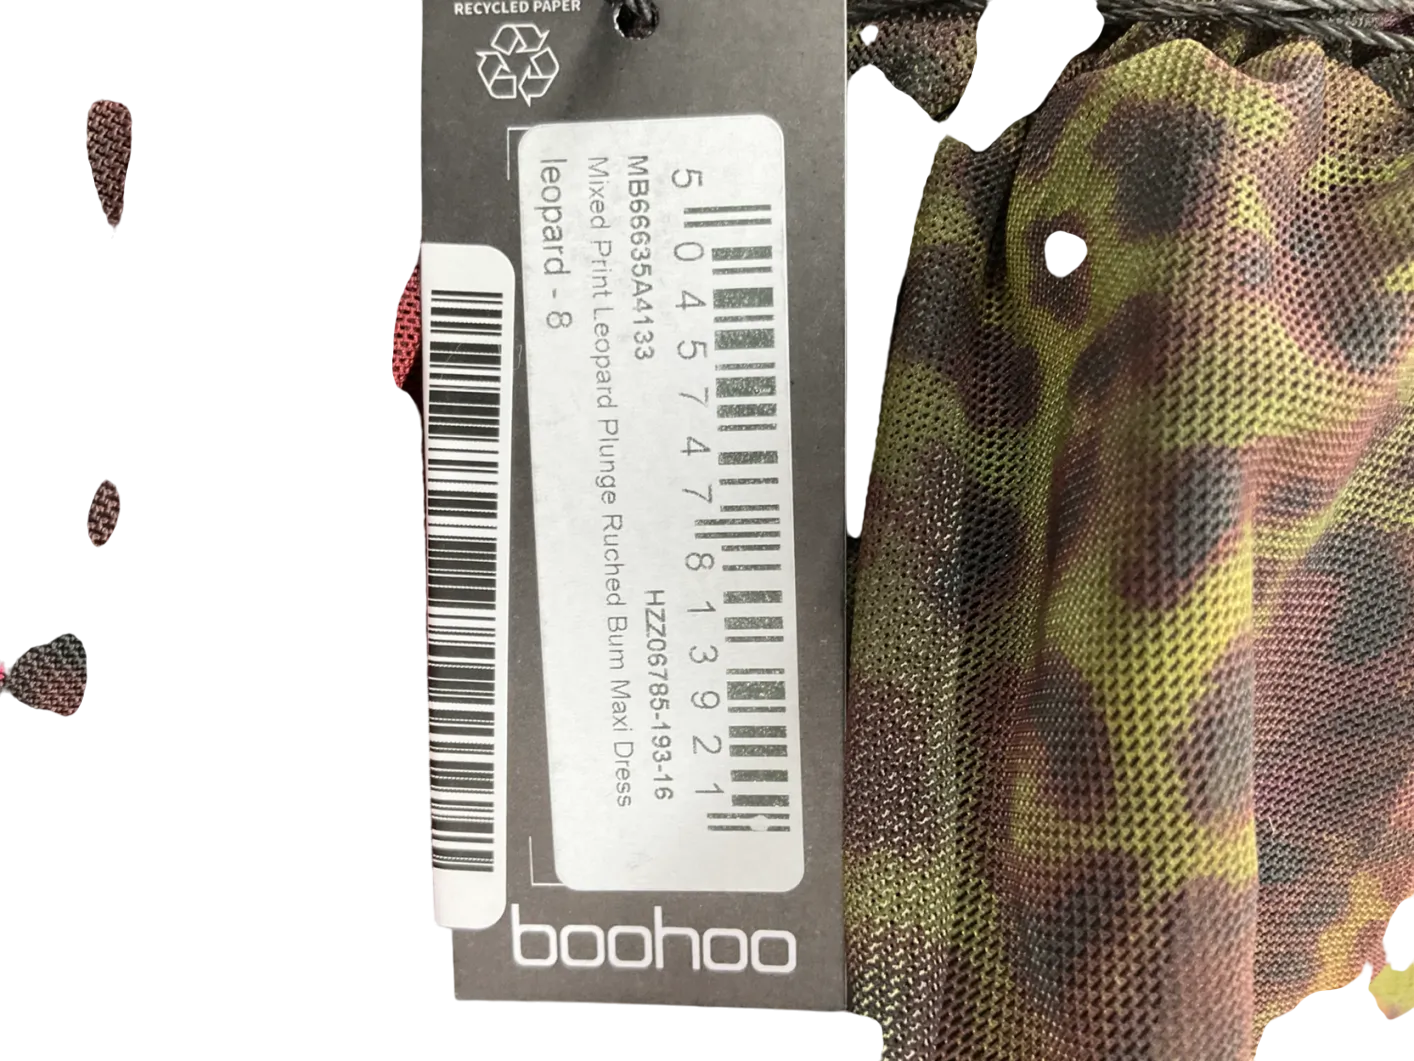 RECYCLED PAPER
5 045747 813921
MB66635A4133 HZZ06785-193-16
Mixed Print Leopard Plunge Ruched Bum Maxi Dress
leopard - 8
boohoo